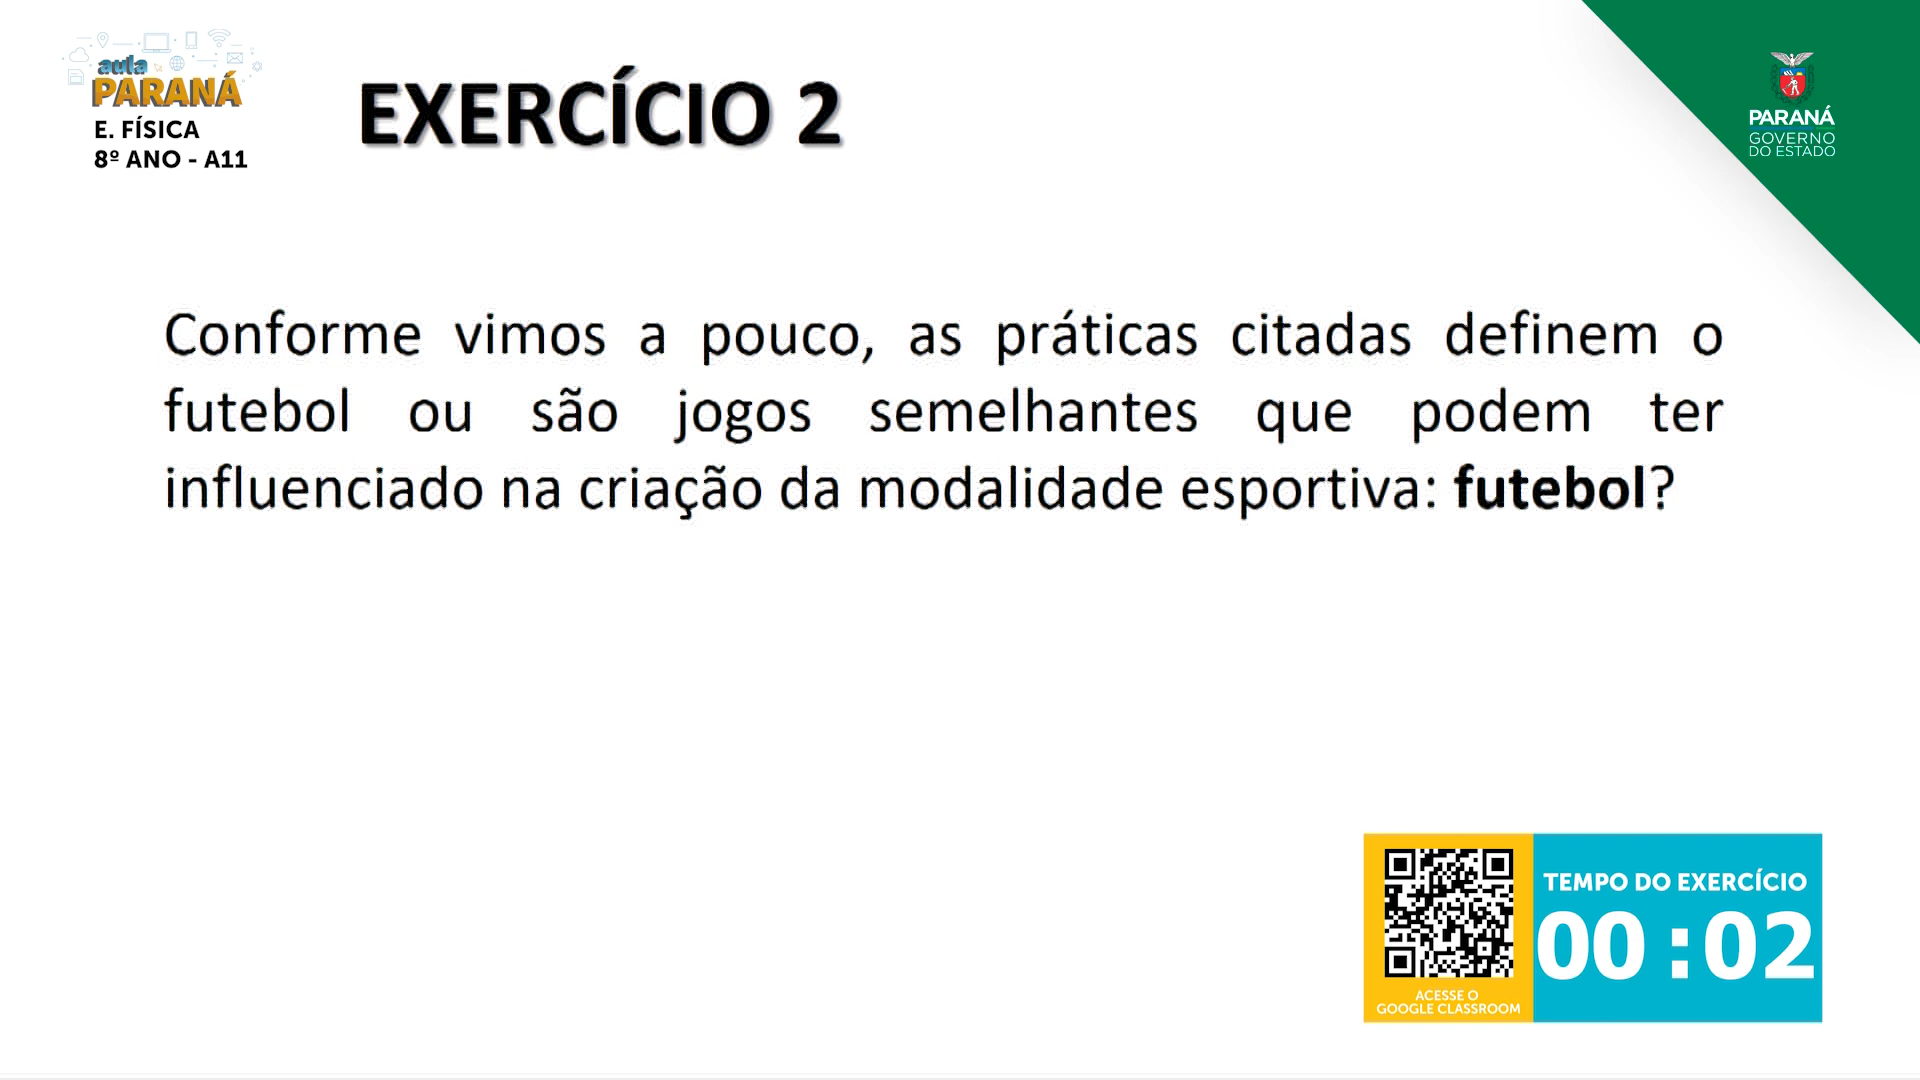 aula
PARANÁ
E. FÍSICA
8º ANO - A11
EXERCÍCIO 2
PARANÁ
GOVERNO
DO ESTADO
Conforme vimos a pouco, as práticas citadas definem o
futebol ou são jogos semelhantes que podem ter
influenciado na criação da modalidade esportiva: futebol?
TEMPO DO EXERCÍCIO
00 :02
ACESSE O
GOOGLE CLASSROOM